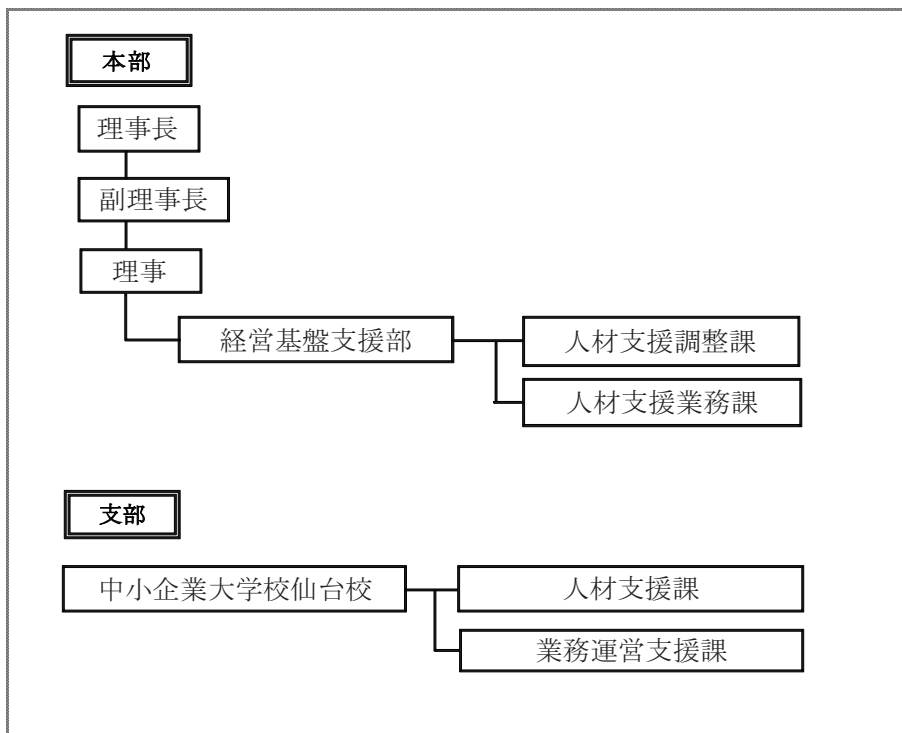 本部
理事長
副理事長
理事
経営基盤支援部
人材支援調整課
人材支援業務課
支部
中小企業大学校仙台校
人材支援課
業務運営支援課